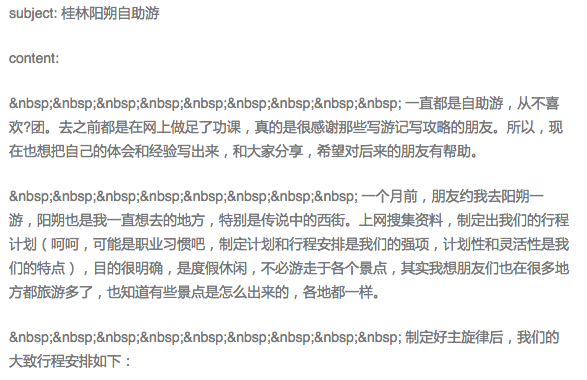 subject: 桂林阳朔自助游
content:
&nbsp;&nbsp;&nbsp;&nbsp;&nbsp;&nbsp;&nbsp;&nbsp;&nbsp; 一直都是自助游，从不喜
欢?团。去之前都是在网上做足了功课，真的是很感谢那些写游记写攻略的朋友。所以，现
在也想把自己的体会和经验写出来，和大家分享，希望对后来的朋友有帮助。
&nbsp;&nbsp;&nbsp;&nbsp;&nbsp;&nbsp;&nbsp;&nbsp; 一个月前，朋友约我去阳朔一
游，阳朔也是我一直想去的地方，特别是传说中的西街。上网搜集资料，制定出我们的行程
计划（呵呵，可能是职业习惯吧，制定计划和行程安排是我们的强项，计划性和灵活性是我
们的特点），目的很明确，是度假休闲，不必游走于各个景点，其实我想朋友们也在很多地
方都旅游多了，也知道有些景点是怎么出来的，各地都一样。
&nbsp;&nbsp;&nbsp;&nbsp;&nbsp;&nbsp;&nbsp;&nbsp;&nbsp; 制定好主旋律后，我们的
大致行程安排如下：